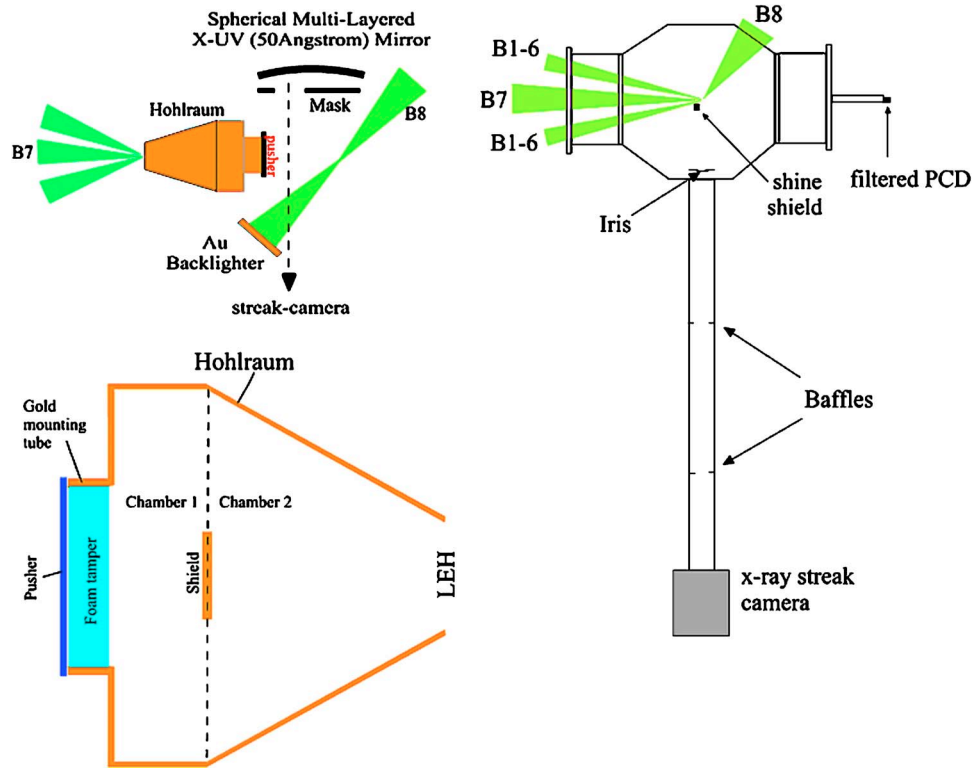 Spherical Multi-Layered
X-UV (50Angstrom) Mirror
Mask
Hohlraum
B8
B7
pusher
Au
Backlighter
streak-camera
B8
B1-6
B7
B1-6
Iris
shine
shield
filtered PCD
Baffles
x-ray streak
camera
Hohlraum
Gold
mounting
tube
Chamber 1
Chamber 2
Pusher
Foam tamper
Shield
LEH